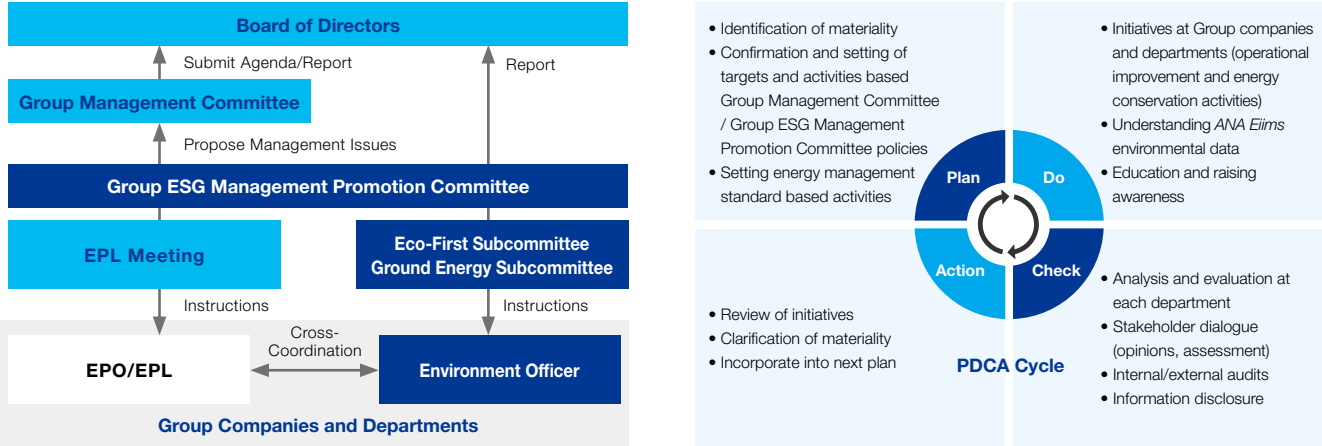 Board of Directors
Submit Agenda/Report
Report
Group Management Committee
Propose Management Issues
Group ESG Management Promotion Committee
EPL Meeting
Eco-First Subcommittee
Ground Energy Subcommittee
Instructions
Instructions
Cross-
Coordination
EPO/EPL
Environment Officer
Group Companies and Departments
• Identification of materiality
• Confirmation and setting of
targets and activities based
Group Management Committee
/ Group ESG Management
Promotion Committee policies
• Setting energy management
standard based activities
• Initiatives at Group companies
and departments (operational
improvement and energy
conservation activities)
• Understanding ANA Eiims
environmental data
• Education and raising
awareness
Plan
Do
Action
Check
• Review of initiatives
• Clarification of materiality
• Incorporate into next plan
• Analysis and evaluation at
each department
• Stakeholder dialogue
(opinions, assessment)
• Internal/external audits
• Information disclosure
PDCA Cycle